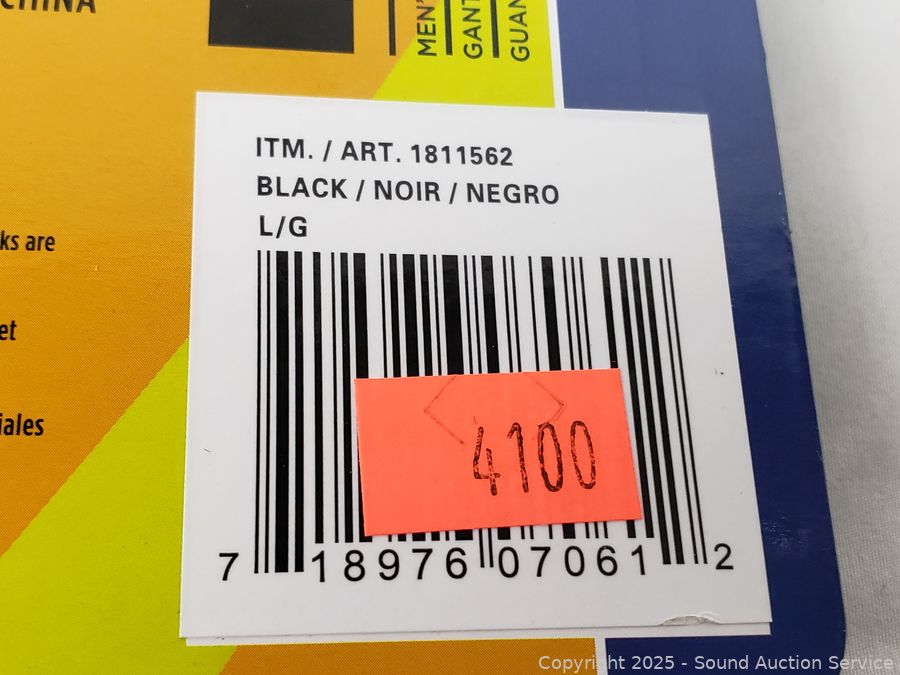 CHINA
MEN'
GANT
GUAN
ITM. / ART. 1811562
BLACK / NOIR / NEGRO
L/G
ks are
et
iales
4100
7 18976 07061 2
Copyright 2025 - Sound Auction Service